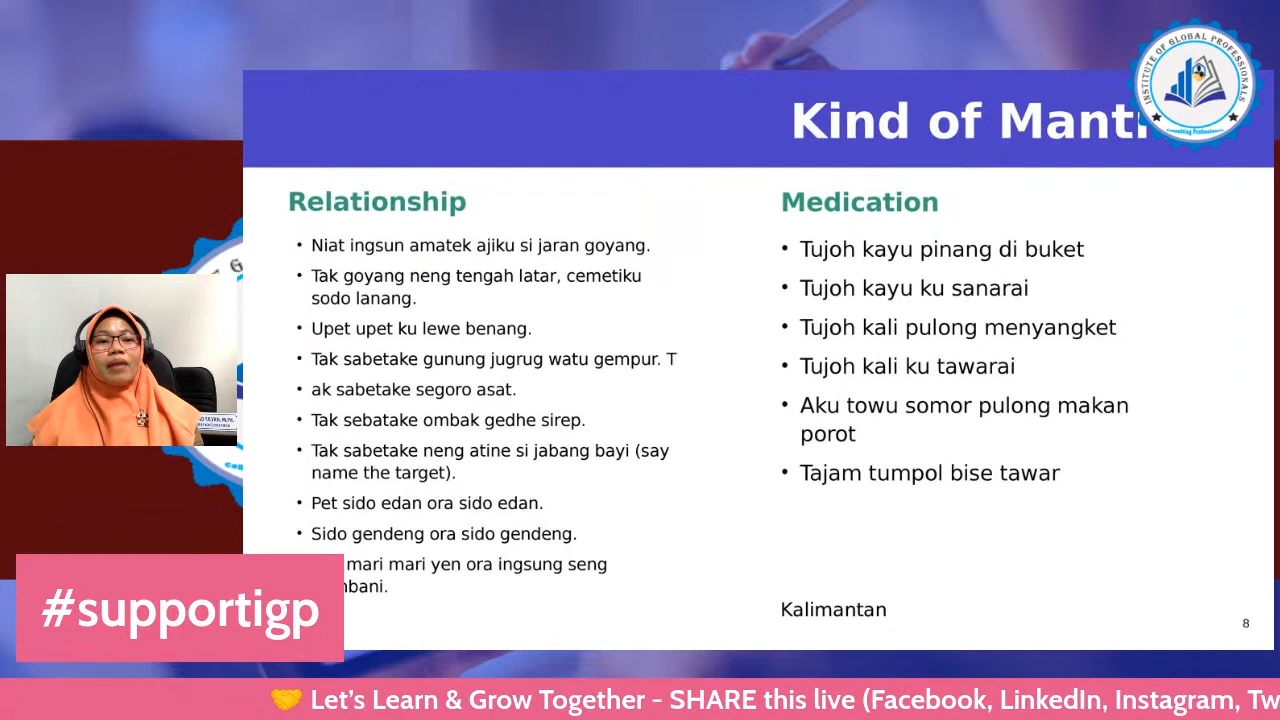 Kind of
INSTITUTE OF GLOBAL PROFESSIONALS
Consulting Professionals
Relationship
• Niat ingsun amatek ajiku si jaran goyang.
• Tak goyang neng tengah latar, cemetiku
sodo lanang.
• Upet upet ku lewe benang.
• Tak sabetake gunung jugrug watu gempur. T
• ak sabetake segoro asat.
• Tak sebatake ombak gedhe sirep.
• Tak sabetake neng atine si jabang bayi (say
name the target).
• Pet sido edan ora sido edan.
• Sido gendeng ora sido gendeng.
mari mari yen ora ingsung seng
Medication
• Tujoh kayu pinang di buket
• Tujoh kayu ku sanarai
• Tujoh kali pulong menyangket
• Tujoh kali ku tawarai
• Aku towu somor pulong makan
porot
• Tajam tumpol bise tawar
Kalimantan
8
#supportigp
🤝 Let's Learn & Grow Together - SHARE this live (Facebook, LinkedIn, Instagram, Tw